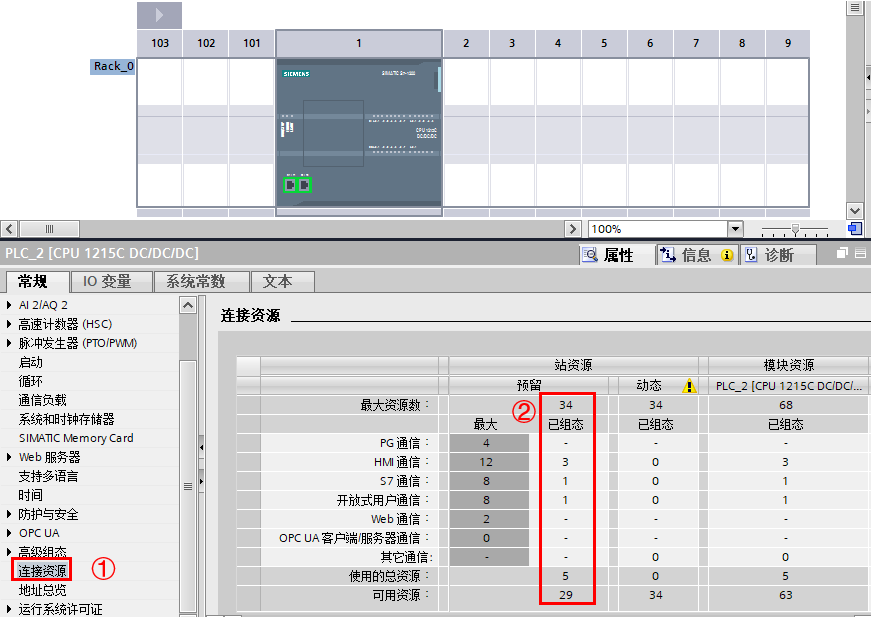 103 102 101 1 2 3 4 5 6 7 8 9
Rack_0
SIEMENS
CPU 1215C
DC/DC/DC
100%
PLC_2 [CPU 1215C DC/DC/DC]
属性 信息 诊断
常规 IO 变量 系统常数 文本
AI 2/AQ 2
高速计数器 (HSC)
脉冲发生器 (PTO/PWM)
启动
循环
通信负载
系统和时钟存储器
SIMATIC Memory Card
Web 服务器
支持多语言
时间
防护与安全
OPC UA
高级组态
连接资源 ①
地址总览
运行系统许可证
连接资源
站资源 模块资源
预留 动态 PLC_2 [CPU 1215C DC/DC/...
最大资源数： ② 34 34 68
最大 已组态 已组态 已组态
PG 通信： 4 - - -
HMI 通信： 12 3 0 3
S7 通信： 8 1 0 1
开放式用户通信： 8 1 0 1
Web 通信： 2 - - -
OPC UA 客户端/服务器通信： 0 - - -
其它通信: - - 0 0
使用的总资源： 5 0 5
可用资源： 29 34 63